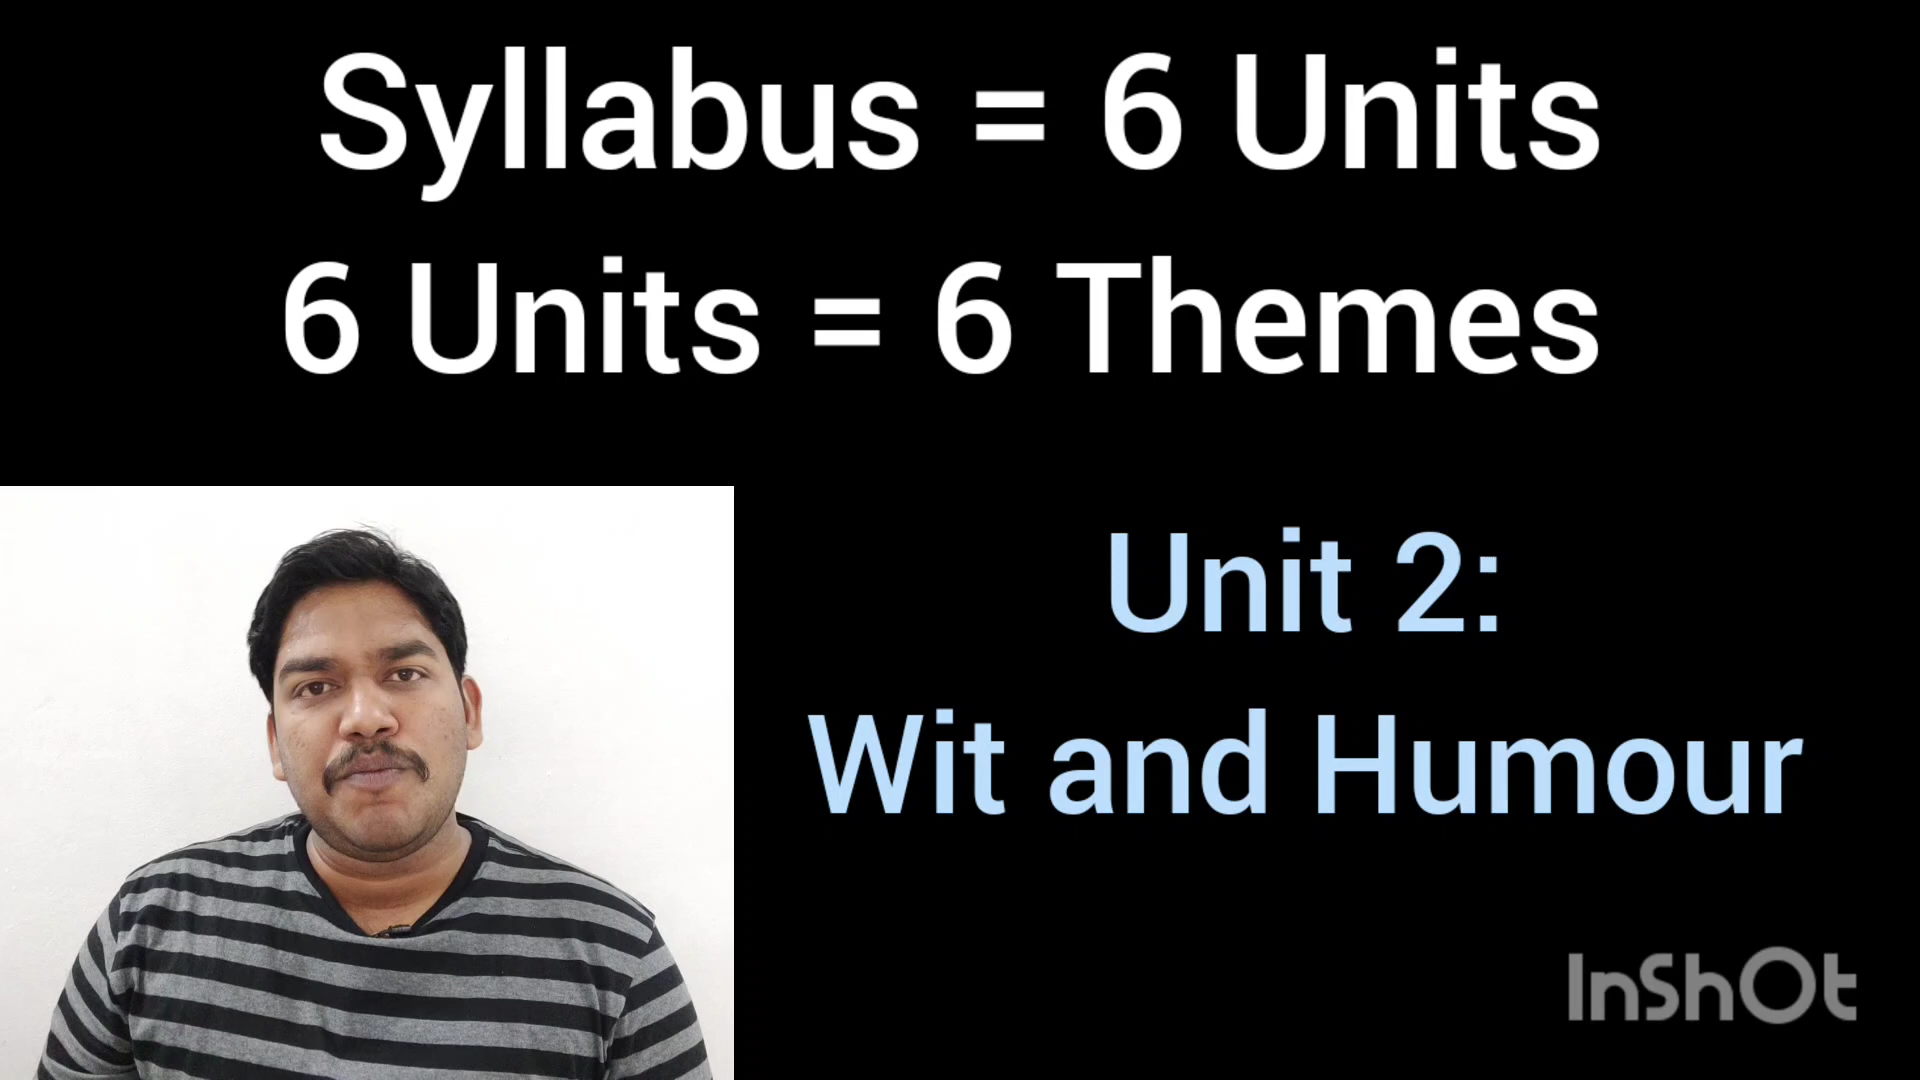 Syllabus = 6 Units
6 Units = 6 Themes
Unit 2:
Wit and Humour
InShOt